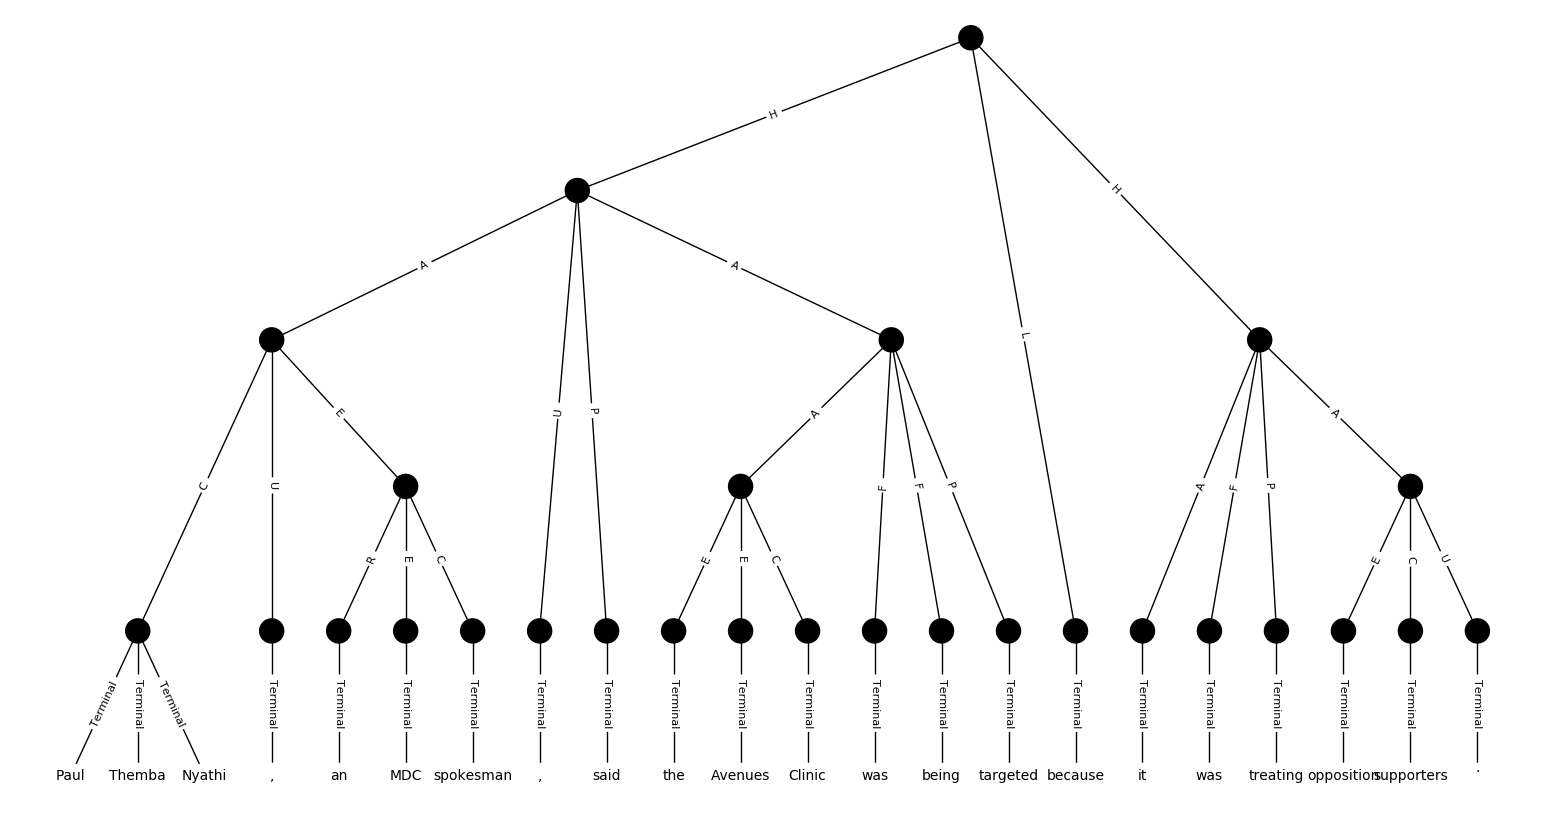 H
H
A
A
L
E
U
P
A
A
C
U
F
F
P
A
F
P
R
E
C
E
E
C
E
C
U
Terminal Terminal Terminal Terminal Terminal Terminal Terminal Terminal Terminal Terminal Terminal Terminal Terminal Terminal Terminal Terminal Terminal Terminal Terminal Terminal Terminal Terminal
Paul Themba Nyathi , an MDC spokesman , said the Avenues Clinic was being targeted because it was treating opposition supporters .